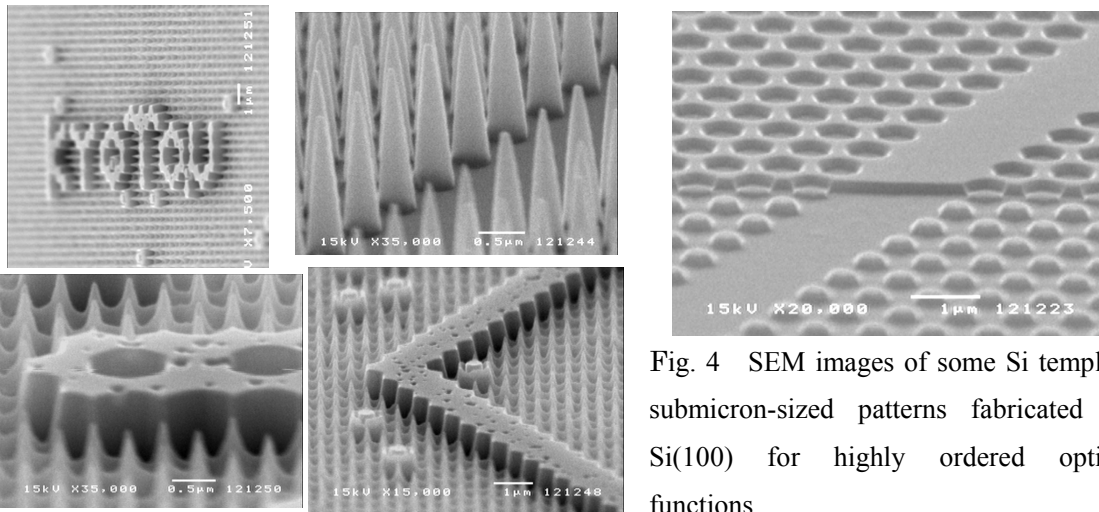 1μm 121251
X7,500
15kV X35,000 0.5μm 121244
15kV X20,000 1μm 121223
15kV X35,000 0.5μm 121250
15kV X15,000 1μm 121248
Fig. 4 SEM images of some Si templ
submicron-sized patterns fabricated
Si(100) for highly ordered opti
functions